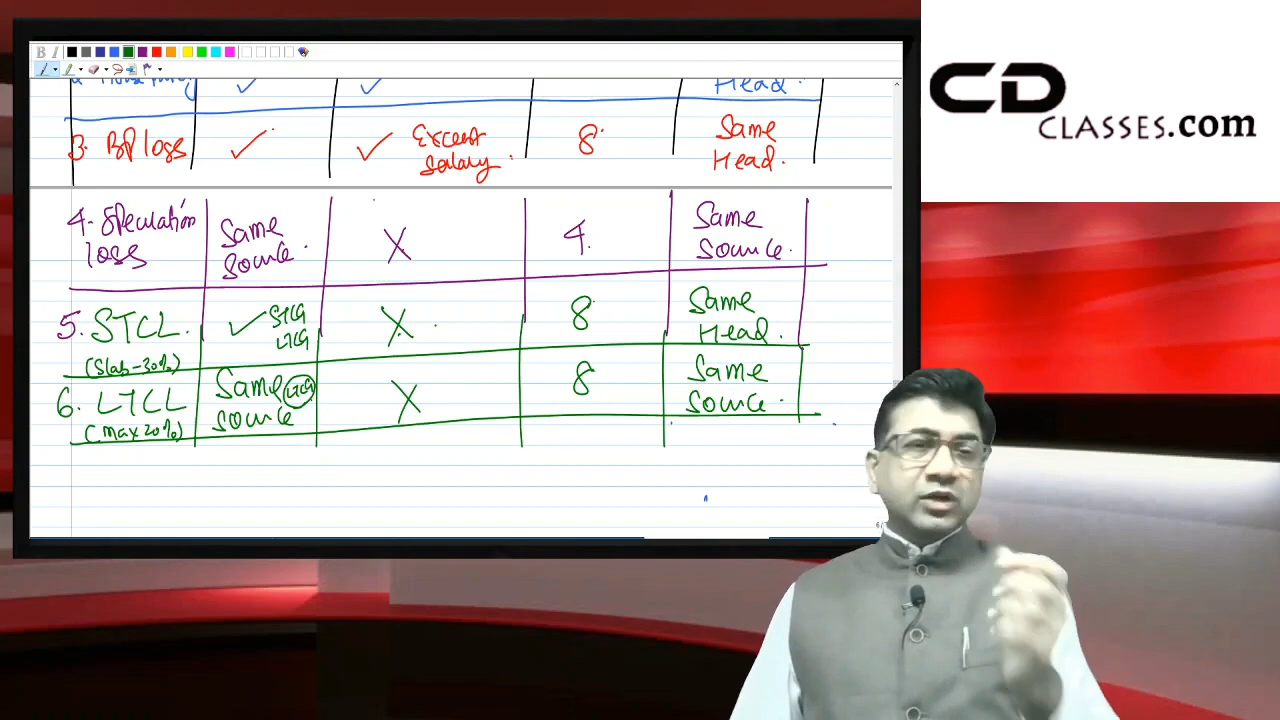 B I
CD
CLASSES.com
Head.
3. BP loss ✓ ✓ Except Salary. 8. Same Head.
4. Speculation loss Same Source. X 4. Same Source.
5. STCL. (Slab-30%) ✓ STCG LTCG X 8 Same Head.
6. LTCL (Max 20%) Same LTCG Source X 8 Same Source.